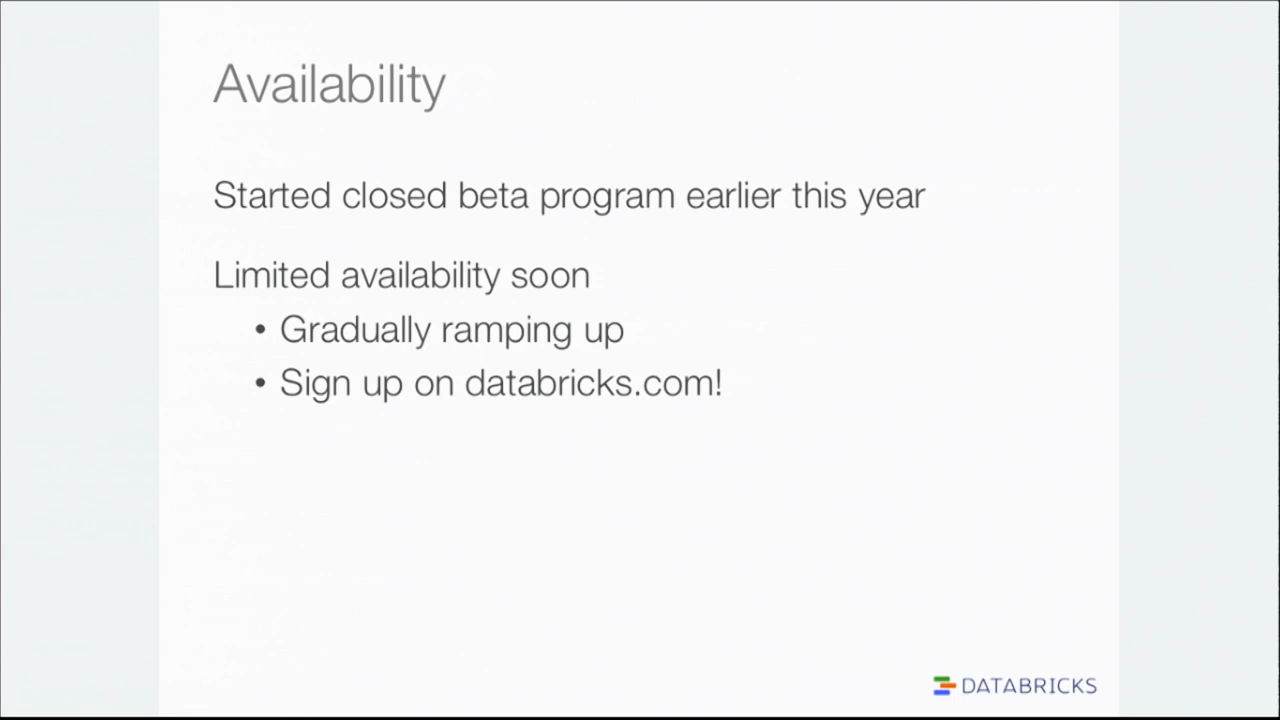 Availability
Started closed beta program earlier this year
Limited availability soon
• Gradually ramping up
• Sign up on databricks.com!
DATABRICKS